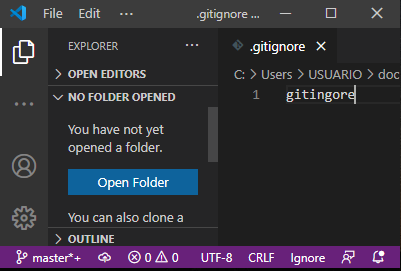 File
.gitignore ...
EXPLORER
OPEN EDITORS
NO FOLDER OPENED
You have not yet
opened a folder.
Open Folder
You can also clone a
OUTLINE
.gitignore
C: > Users > USUARIO > doc
1 gitingore
master*+ 0 0 UTF-8 CRLF Ignore